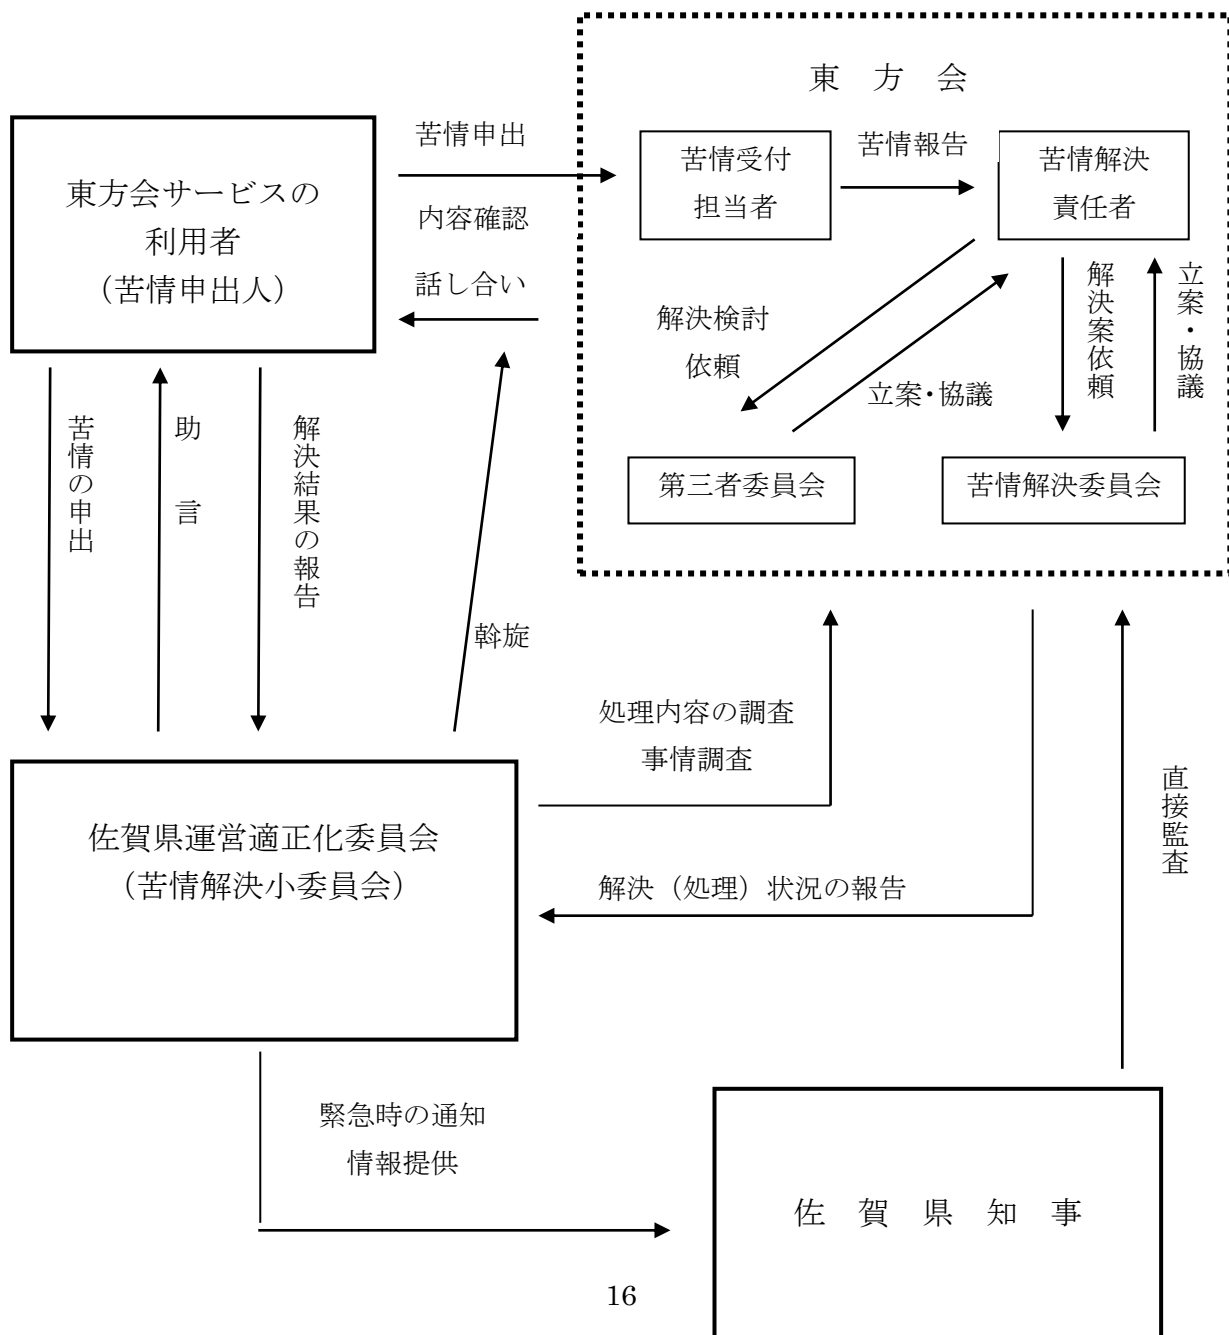 東方会
苦情申出
内容確認
話し合い
東方会サービスの
利用者
（苦情申出人）
苦情受付
担当者
苦情報告
苦情解決
責任者
解決検討
依頼
立案・協議
解決案依頼
立案・協議
第三者委員会
苦情解決委員会
苦情の申出
助言
解決結果の報告
斡旋
処理内容の調査
事情調査
直接監査
佐賀県運営適正化委員会
（苦情解決小委員会）
解決（処理）状況の報告
緊急時の通知
情報提供
佐賀県知事
16